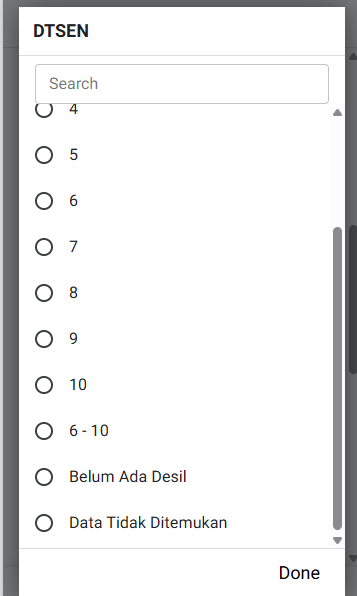 DTSEN
Search
4
5
6
7
8
9
10
6 - 10
Belum Ada Desil
Data Tidak Ditemukan
Done